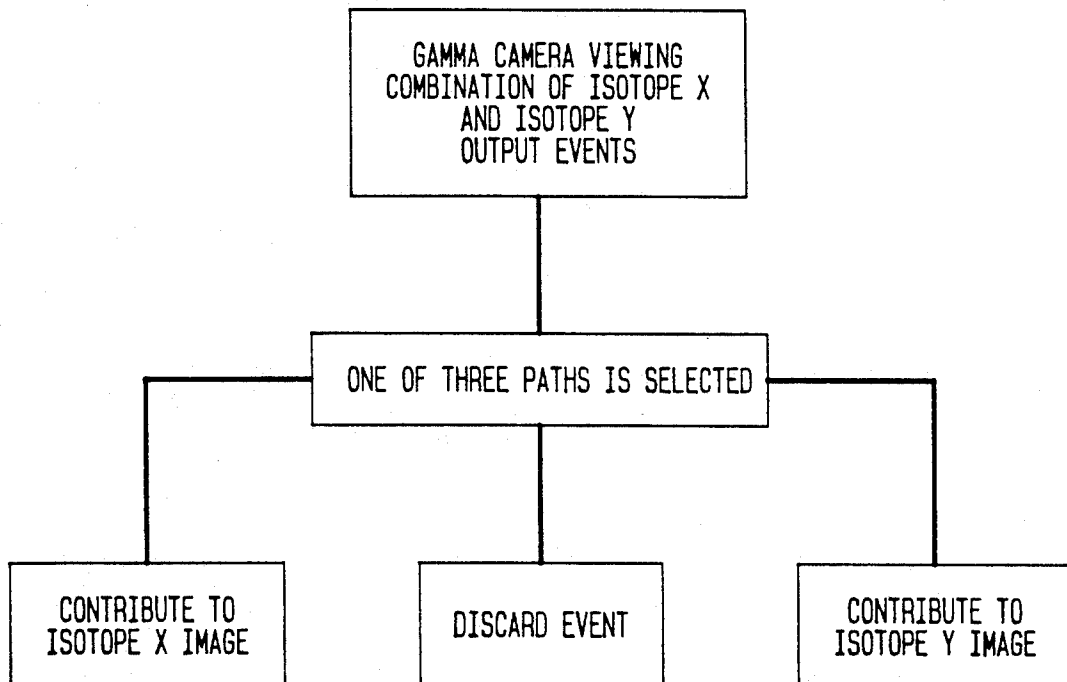 GAMMA CAMERA VIEWING
COMBINATION OF ISOTOPE X
AND ISOTOPE Y
OUTPUT EVENTS
ONE OF THREE PATHS IS SELECTED
CONTRIBUTE TO
ISOTOPE X IMAGE
DISCARD EVENT
CONTRIBUTE TO
ISOTOPE Y IMAGE